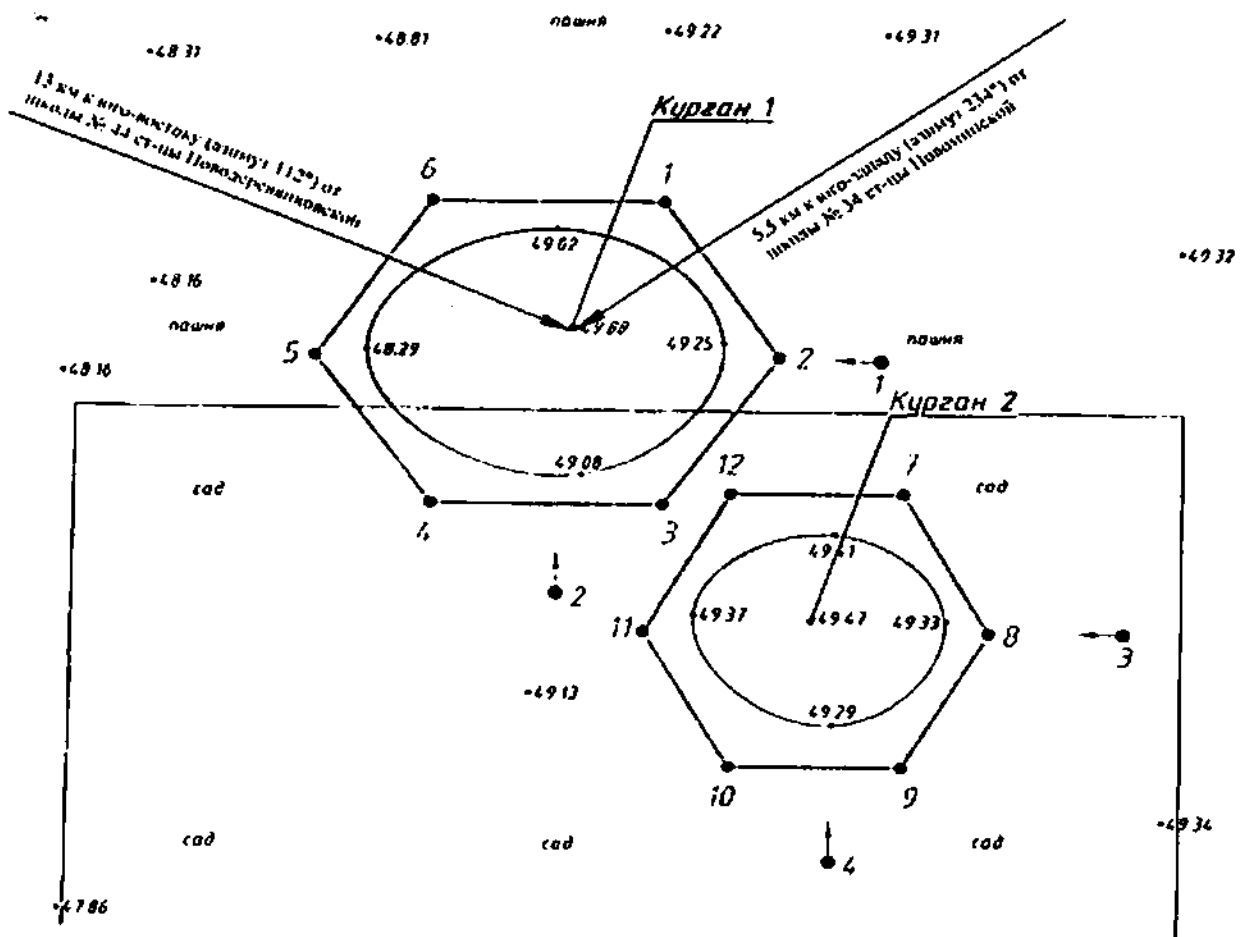 пашня
48.31
48.81
49.22
49.31
13 км к юго-востоку (азимут 112°) от
школы № 44 ст-цы
Курган 1
5,5 км к юго-западу (азимут 234°) от
школы № 34 ст-цы
6
1
49.02
49.32
48.16
пашня
49.68
5
48.29
49.25
2
пашня
1
48.16
Курган 2
сад
49.08
12
7
сад
4
3
49.41
2
49.37
49.47
49.33
11
8
3
49.13
49.29
10
9
49.34
сад
сад
4
сад
47.86